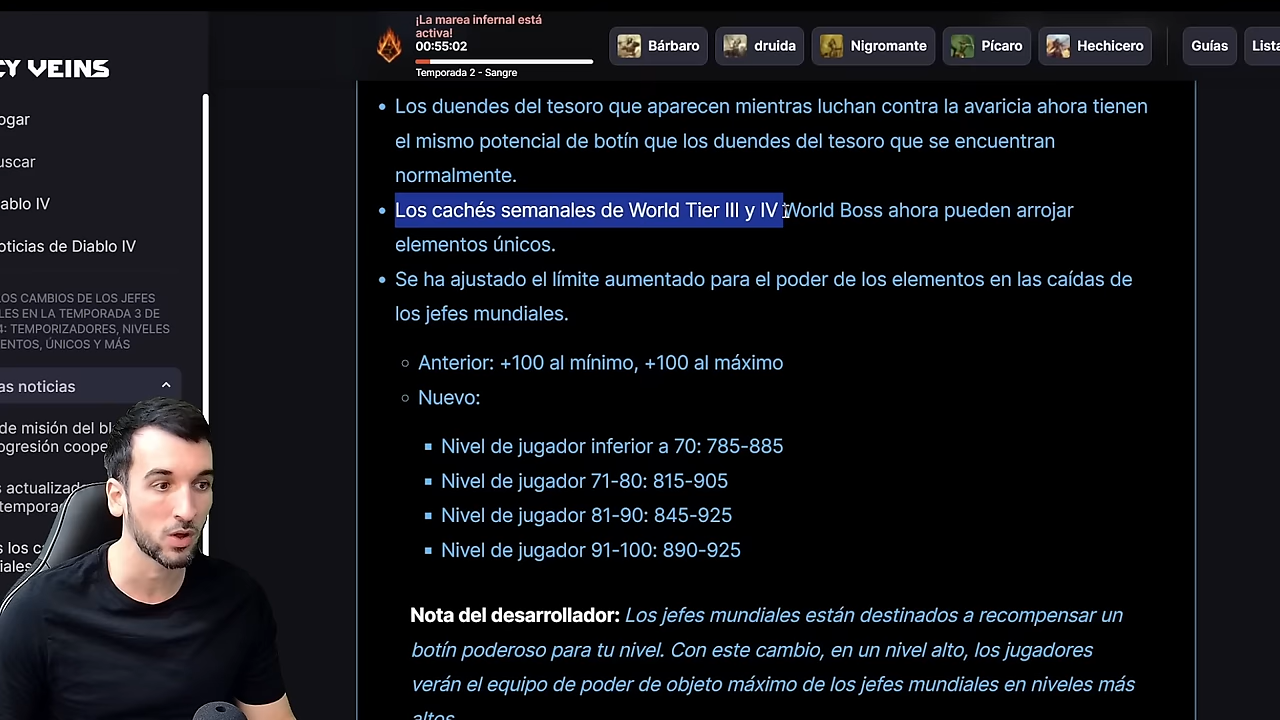 ¡La marea infernal está
activa!
00:55:02
Temporada 2 - Sangre
Bárbaro
druida
Nigromante
Pícaro
Hechicero
Guías
Lista
CY VEINS
ogar
uscar
ablo IV
oticias de Diablo IV
OS CAMBIOS DE LOS JEFES
LES EN LA TEMPORADA 3 DE
4: TEMPORIZADORES, NIVELES
ENTOS, ÚNICOS Y MÁS
as noticias
de misión del bl
ogresión coope
s actualizad
tempora
s los c
iales
• Los duendes del tesoro que aparecen mientras luchan contra la avaricia ahora tienen
el mismo potencial de botín que los duendes del tesoro que se encuentran
normalmente.
• Los cachés semanales de World Tier III y IV World Boss ahora pueden arrojar
elementos únicos.
• Se ha ajustado el límite aumentado para el poder de los elementos en las caídas de
los jefes mundiales.
○ Anterior: +100 al mínimo, +100 al máximo
○ Nuevo:
▪ Nivel de jugador inferior a 70: 785-885
▪ Nivel de jugador 71-80: 815-905
▪ Nivel de jugador 81-90: 845-925
▪ Nivel de jugador 91-100: 890-925
Nota del desarrollador: Los jefes mundiales están destinados a recompensar un
botín poderoso para tu nivel. Con este cambio, en un nivel alto, los jugadores
verán el equipo de poder de objeto máximo de los jefes mundiales en niveles más
altos.